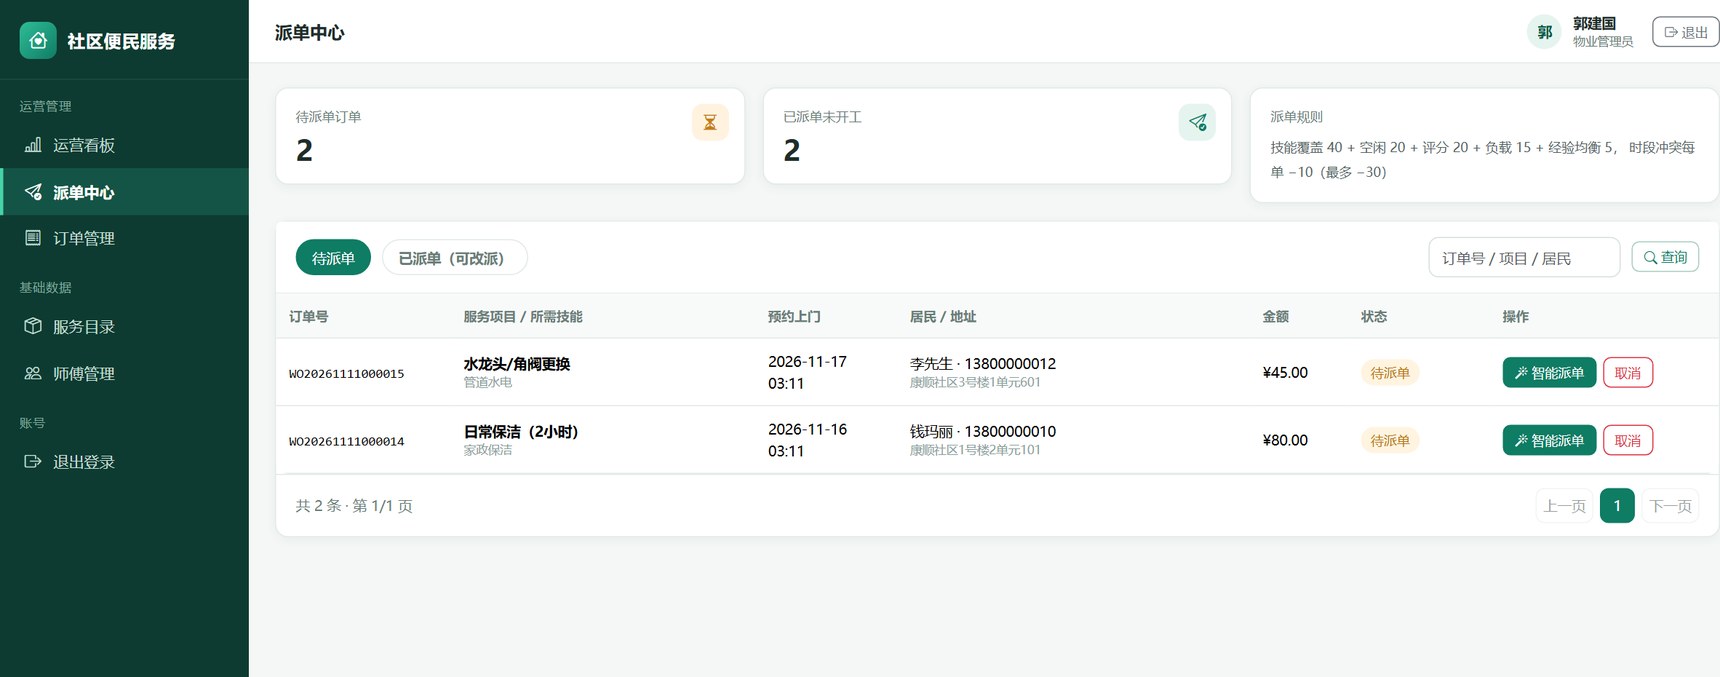 社区便民服务
运营管理
运营看板
派单中心
订单管理
基础数据
服务目录
师傅管理
账号
退出登录
派单中心
郭
郭建国
物业管理员
退出
待派单订单
2
已派单未开工
2
派单规则
技能覆盖 40 + 空闲 20 + 评分 20 + 负载 15 + 经验均衡 5， 时段冲突每
单 −10（最多 −30）
待派单
已派单（可改派）
订单号 / 项目 / 居民
查询
订单号 服务项目 / 所需技能 预约上门 居民 / 地址 金额 状态 操作
WO20261111000015
水龙头/角阀更换
管道水电
2026-11-17
03:11
李先生 · 13800000012
康顺社区3号楼1单元601
¥45.00
待派单
智能派单
取消
WO20261111000014
日常保洁（2小时）
家政保洁
2026-11-16
03:11
钱玛丽 · 13800000010
康顺社区1号楼2单元101
¥80.00
待派单
智能派单
取消
共 2 条 · 第 1/1 页
上一页
1
下一页